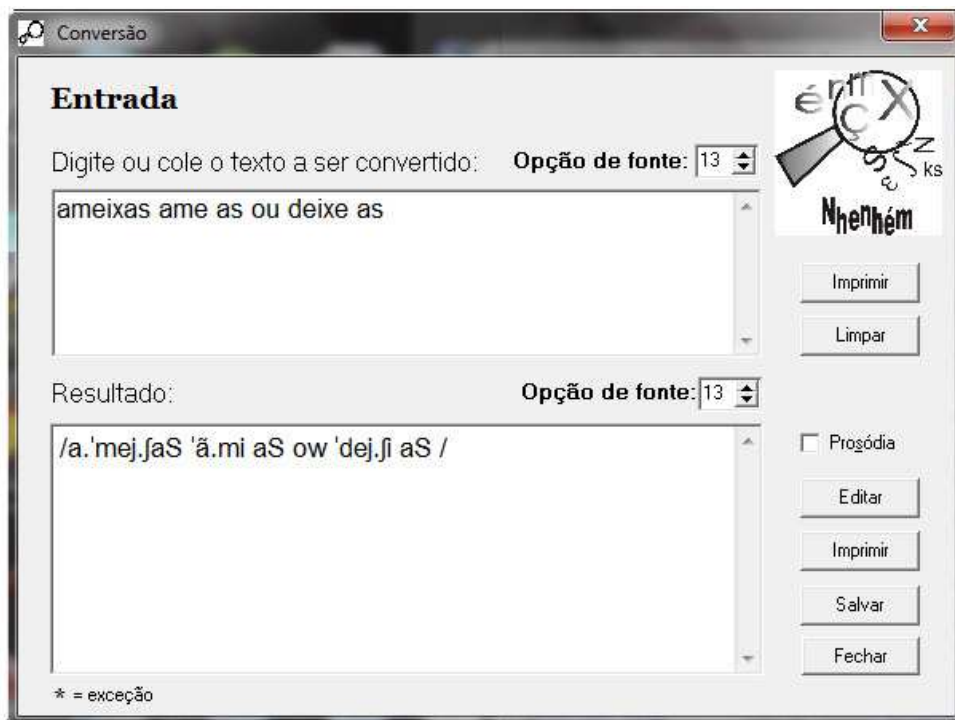 Conversão
Entrada
Digite ou cole o texto a ser convertido: Opção de fonte: 13
ameixas ame as ou deixe as
Nhenhém
Imprimir
Limpar
Resultado: Opção de fonte: 13
/a.ˈmej.ʃaS ˈã.mi aS ow ˈdej.ʃi aS /
Prosódia
Editar
Imprimir
Salvar
Fechar
* = exceção